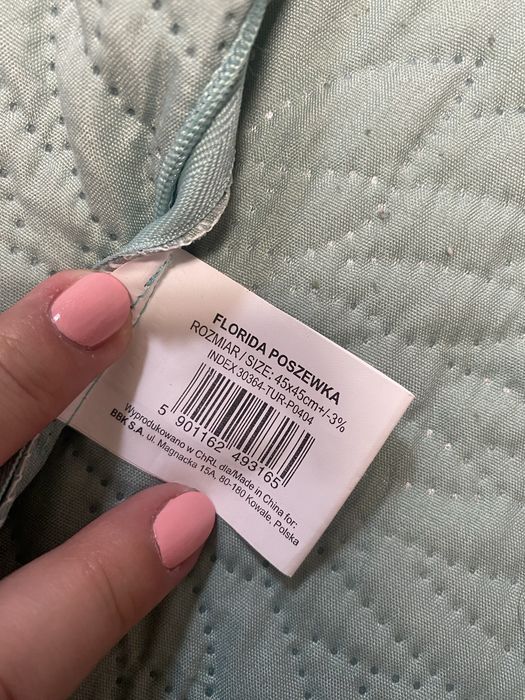 FLORIDA POSZEWKA
ROZMIAR / SIZE: 45x45cm+/-3%
INDEX 30364-TUR-P0404
5 901162 493165
Wyprodukowano w ChRL dla/Made in China for:
BBK S.A. ul. Magnacka 15A, 80-180 Kowale, Polska